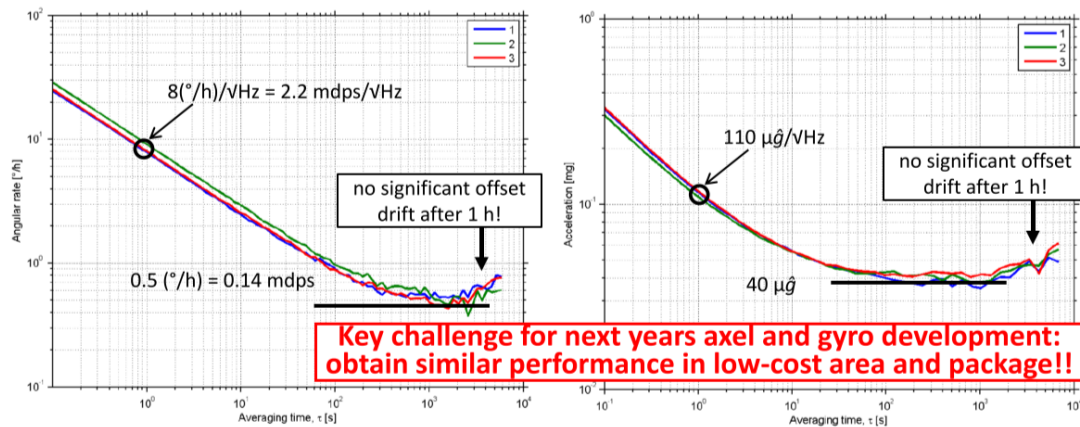 10²
10¹
10⁰
10⁻¹
Angular rate [°/h]
10⁰
10¹
10²
10³
10⁴
Averaging time, τ [s]
1
2
3
8(°/h)/√Hz = 2.2 mdps/√Hz
no significant offset
drift after 1 h!
0.5 (°/h) = 0.14 mdps
10⁰
10⁻¹
Acceleration [mg]
10⁻¹
10⁰
10¹
10²
10³
Averaging time, τ [s]
1
2
3
110 µĝ/√Hz
no significant offset
drift after 1 h!
40 µĝ
Key challenge for next years axel and gyro development:
obtain similar performance in low-cost area and package!!